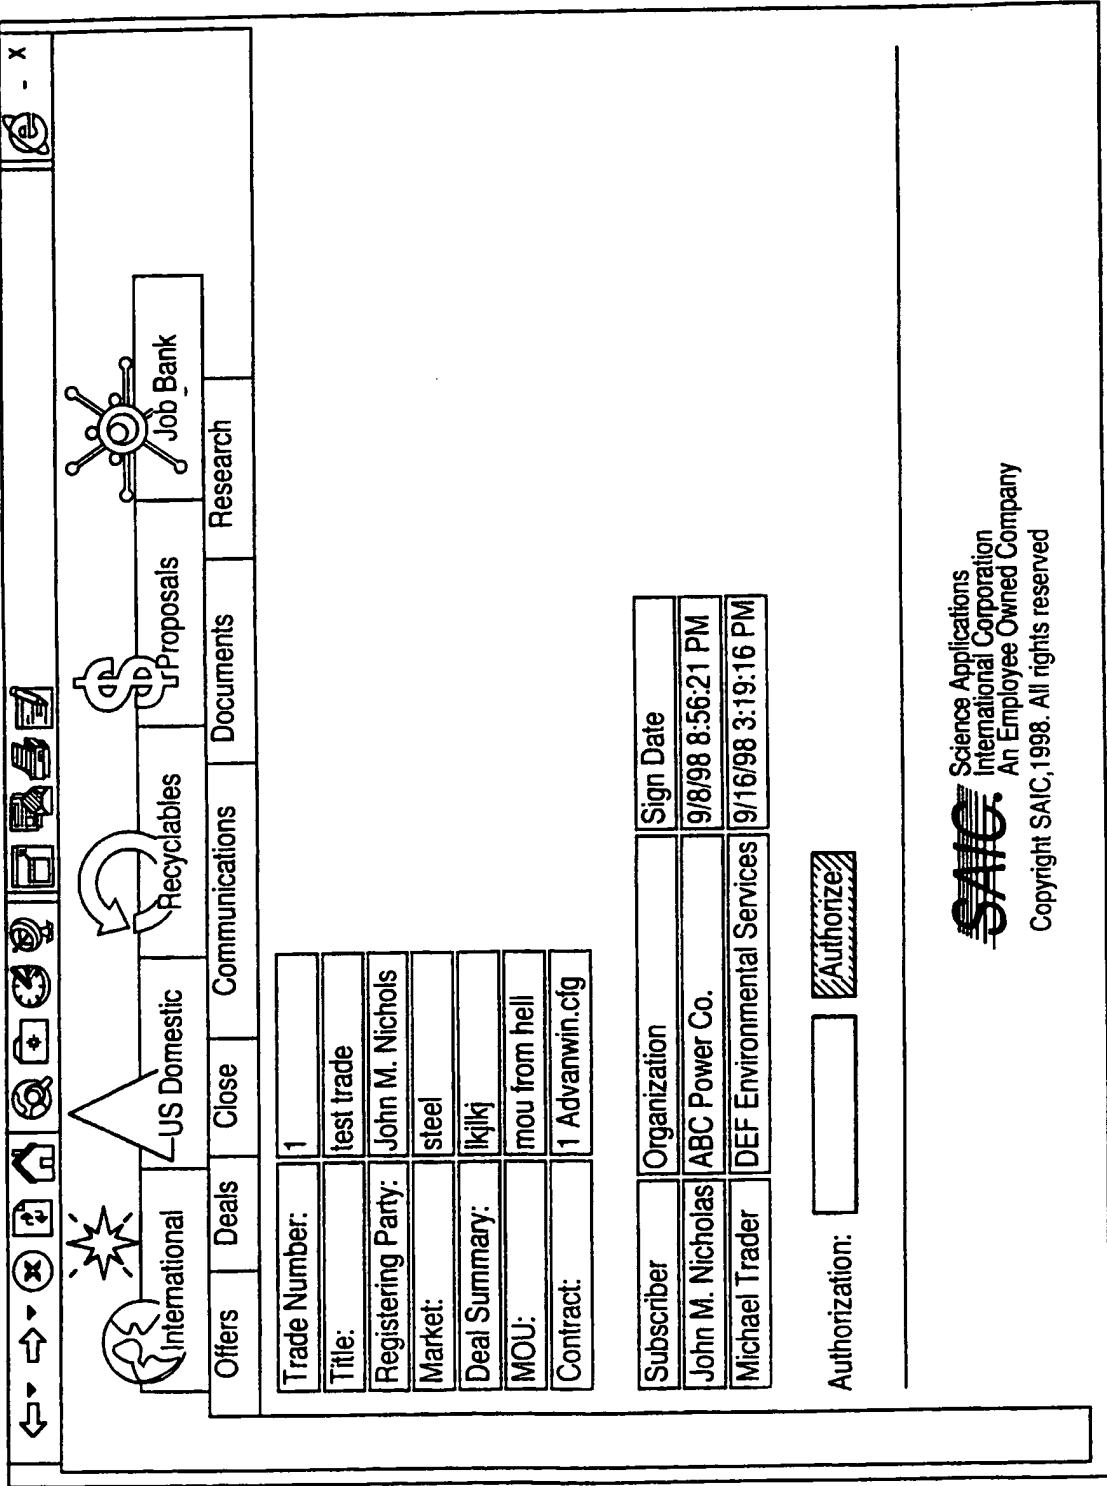 - x
International US Domestic Recyclables Proposals Job Bank
Offers Deals Close Communications Documents Research
Trade Number: 1
Title: test trade
Registering Party: John M. Nichols
Market: steel
Deal Summary: lkjlkj
MOU: mou from hell
Contract: 1 Advanwin.cfg
Subscriber Organization Sign Date
John M. Nicholas ABC Power Co. 9/8/98 8:56:21 PM
Michael Trader DEF Environmental Services 9/16/98 3:19:16 PM
Authorization: Authorize
SAIC. Science Applications
International Corporation
An Employee Owned Company
Copyright SAIC,1998. All rights reserved